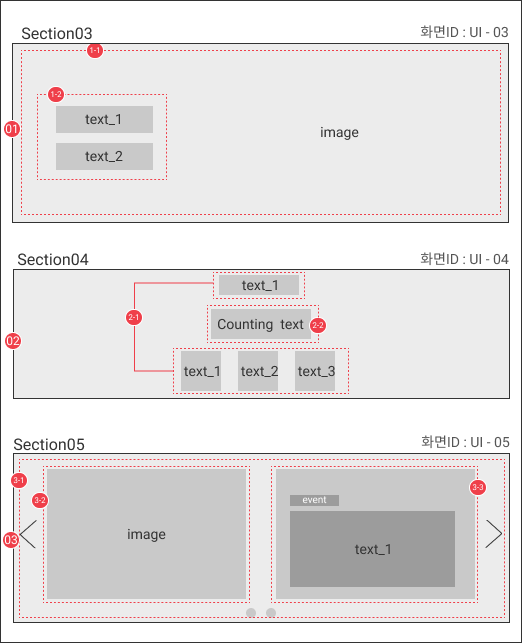 Section03
화면ID : UI - 03
1-1
1-2
text_1
01
image
text_2
Section04
화면ID : UI - 04
text_1
2-1
Counting text
2-2
02
text_1
text_2
text_3
Section05
화면ID : UI - 05
3-1
3-2
3-3
event
image
03
text_1